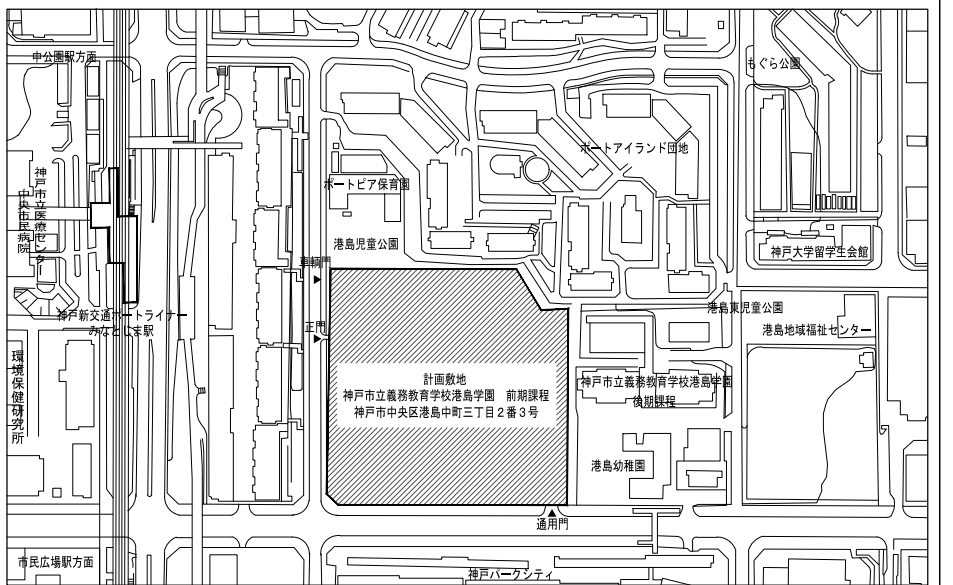 中公園駅方面
もぐら公園
ポートアイランド団地
ポートピア保育園
神戸市立医療センター
中央市民病院
港島児童公園
神戸大学留学生会館
車輌門
港島東児童公園
神戸新交通ポートライナー
みなとじま駅
正門
港島地域福祉センター
環境保健研究所
計画敷地
神戸市立義務教育学校港島学園　前期課程
神戸市中央区港島中町三丁目2番3号
神戸市立義務教育学校港島学園
後期課程
港島幼稚園
通用門
市民広場駅方面
神戸パークシティ